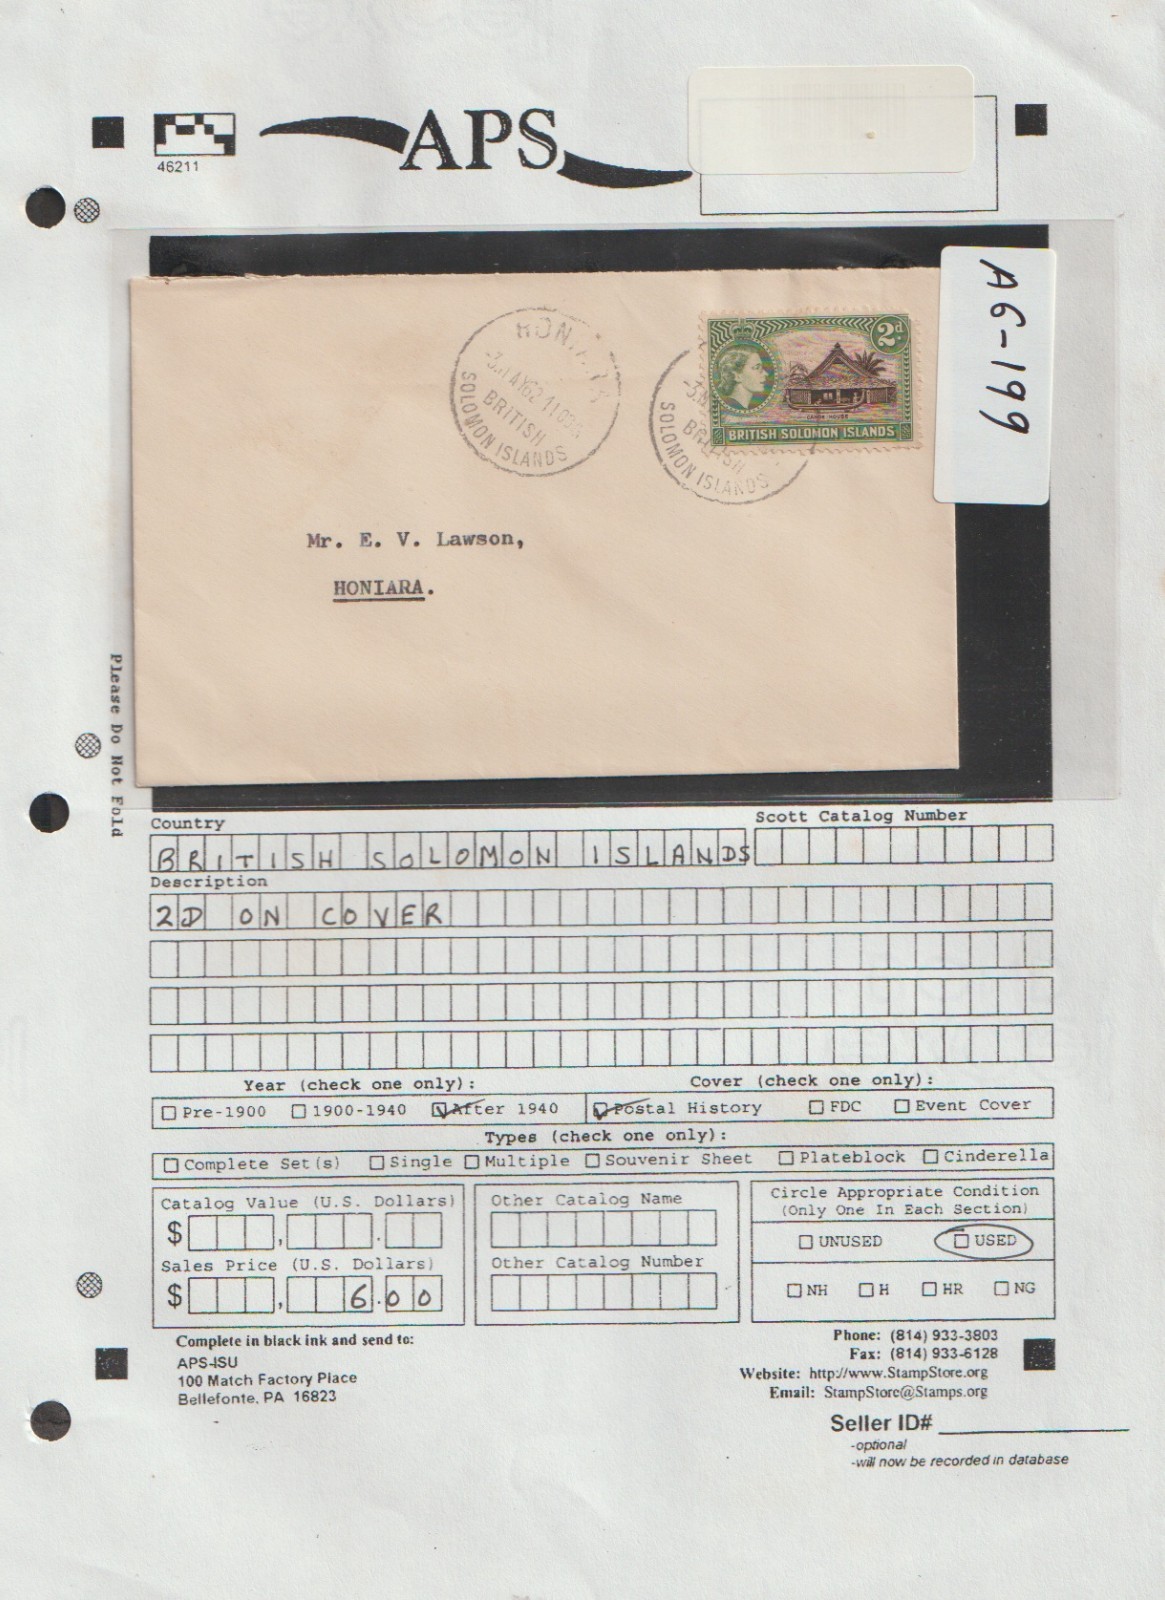 46211
APS
A6-199
HONIARA
3 MAY 62 1103
BRITISH
SOLOMON ISLANDS
2d
CANOE HOUSE
BRITISH SOLOMON ISLANDS
BRITISH
SOLOMON ISLANDS
Mr. E. V. Lawson,
HONIARA.
Please Do Not Fold
Country Scott Catalog Number
BRITISH SOLOMON ISLANDS
Description
2D ON COVER
Year (check one only): Cover (check one only):
Pre-1900 1900-1940 After 1940 Postal History FDC Event Cover
Types (check one only):
Complete Set(s) Single Multiple Souvenir Sheet Plateblock Cinderella
Catalog Value (U.S. Dollars) Other Catalog Name Circle Appropriate Condition
(Only One In Each Section)
$ , .
UNUSED USED
Sales Price (U.S. Dollars) Other Catalog Number
$ , 6.00
NH H HR NG
Complete in black ink and send to:
APS-ISU
100 Match Factory Place
Bellefonte, PA 16823
Phone: (814) 933-3803
Fax: (814) 933-6128
Website: http://www.StampStore.org
Email: StampStore@Stamps.org
Seller ID#
-optional
-will now be recorded in database